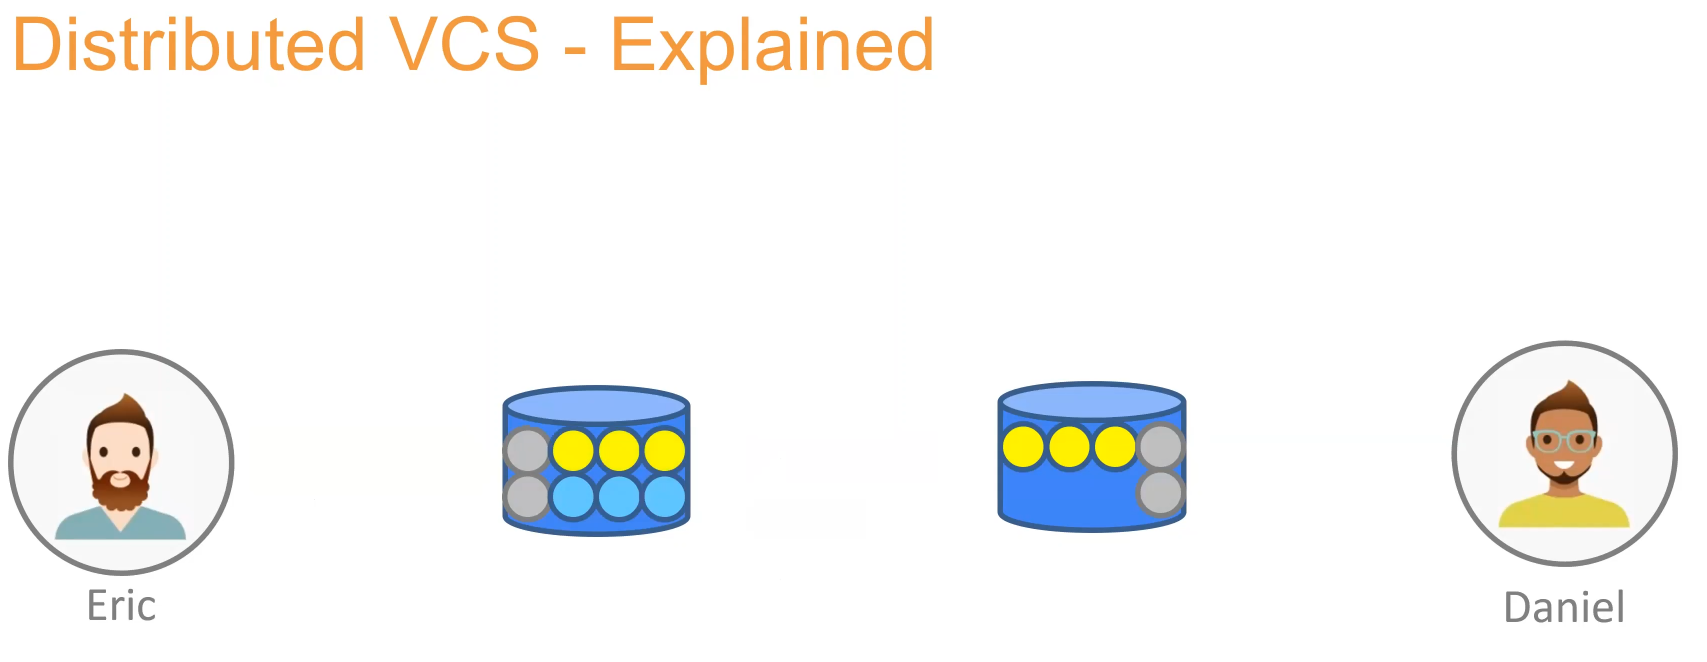 Distributed VCS - Explained
Eric
Daniel